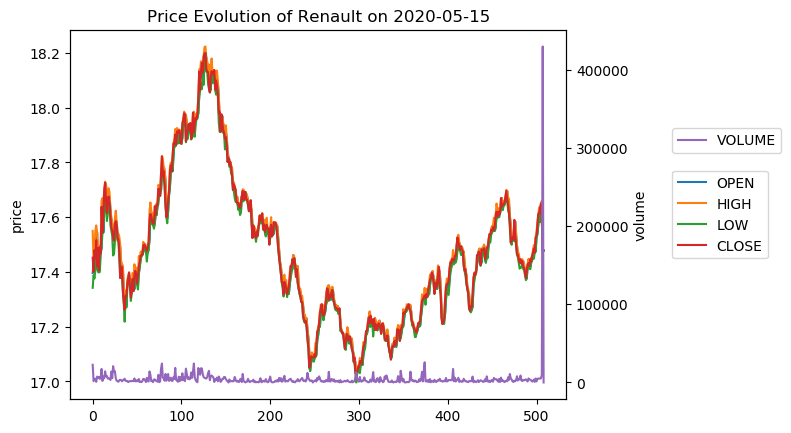 Price Evolution of Renault on 2020-05-15
price
18.2
18.0
17.8
17.6
17.4
17.2
17.0
0
100
200
300
400
500
400000
300000
200000
100000
0
volume
VOLUME
OPEN
HIGH
LOW
CLOSE